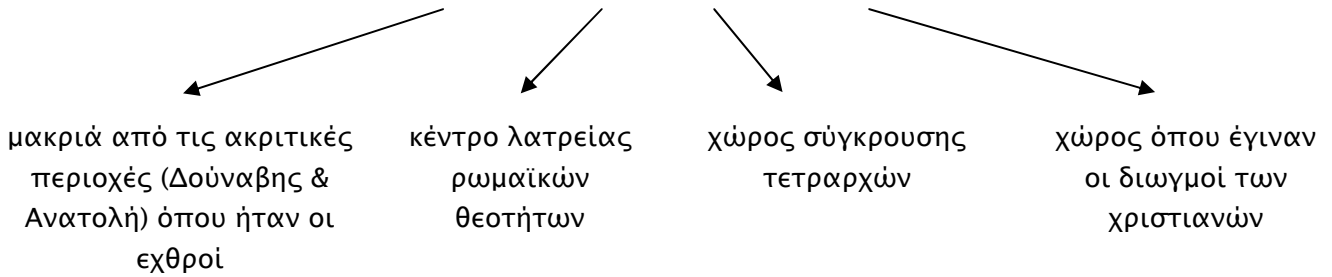 μακριά από τις ακριτικές
περιοχές (Δούναβης &
Ανατολή) όπου ήταν οι
εχθροί
κέντρο λατρείας
ρωμαϊκών
θεοτήτων
χώρος σύγκρουσης
τετραρχών
χώρος όπου έγιναν
οι διωγμοί των
χριστιανών